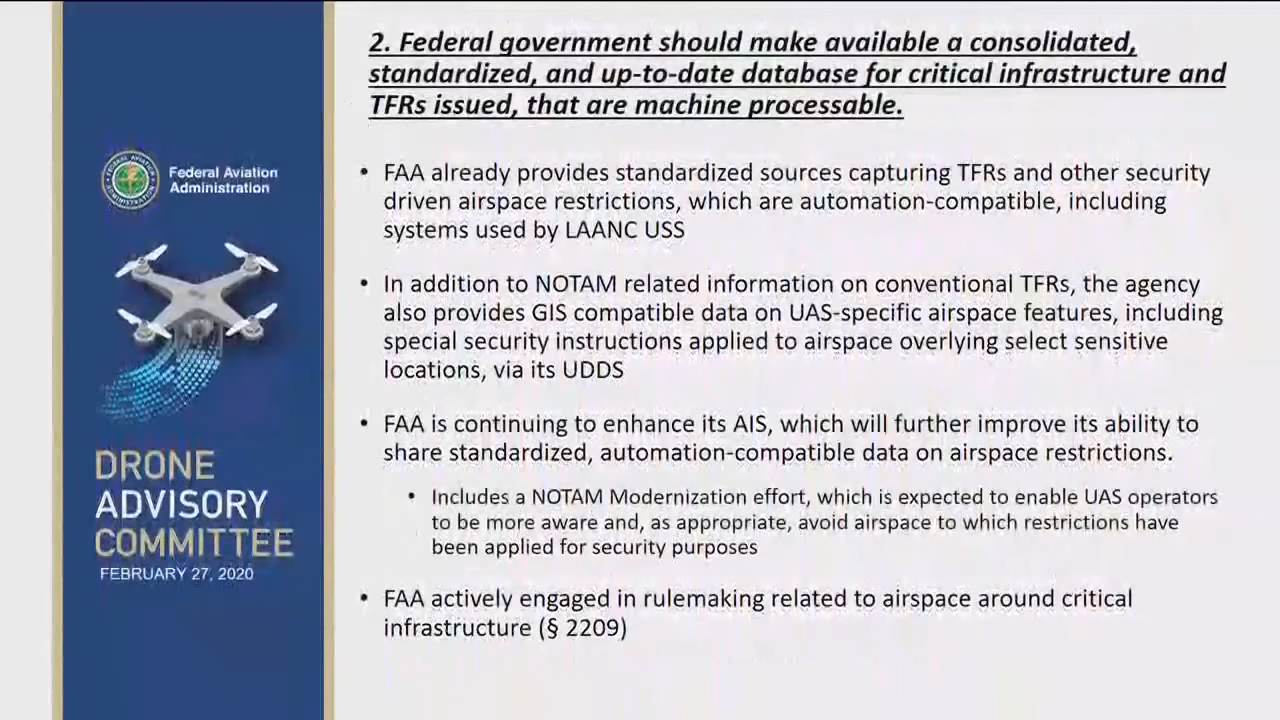 Federal Aviation
Administration
DRONE
ADVISORY
COMMITTEE
FEBRUARY 27, 2020
2. Federal government should make available a consolidated,
standardized, and up-to-date database for critical infrastructure and
TFRs issued, that are machine processable.
• FAA already provides standardized sources capturing TFRs and other security
driven airspace restrictions, which are automation-compatible, including
systems used by LAANC USS
• In addition to NOTAM related information on conventional TFRs, the agency
also provides GIS compatible data on UAS-specific airspace features, including
special security instructions applied to airspace overlying select sensitive
locations, via its UDDS
• FAA is continuing to enhance its AIS, which will further improve its ability to
share standardized, automation-compatible data on airspace restrictions.
• Includes a NOTAM Modernization effort, which is expected to enable UAS operators
to be more aware and, as appropriate, avoid airspace to which restrictions have
been applied for security purposes
• FAA actively engaged in rulemaking related to airspace around critical
infrastructure (§ 2209)